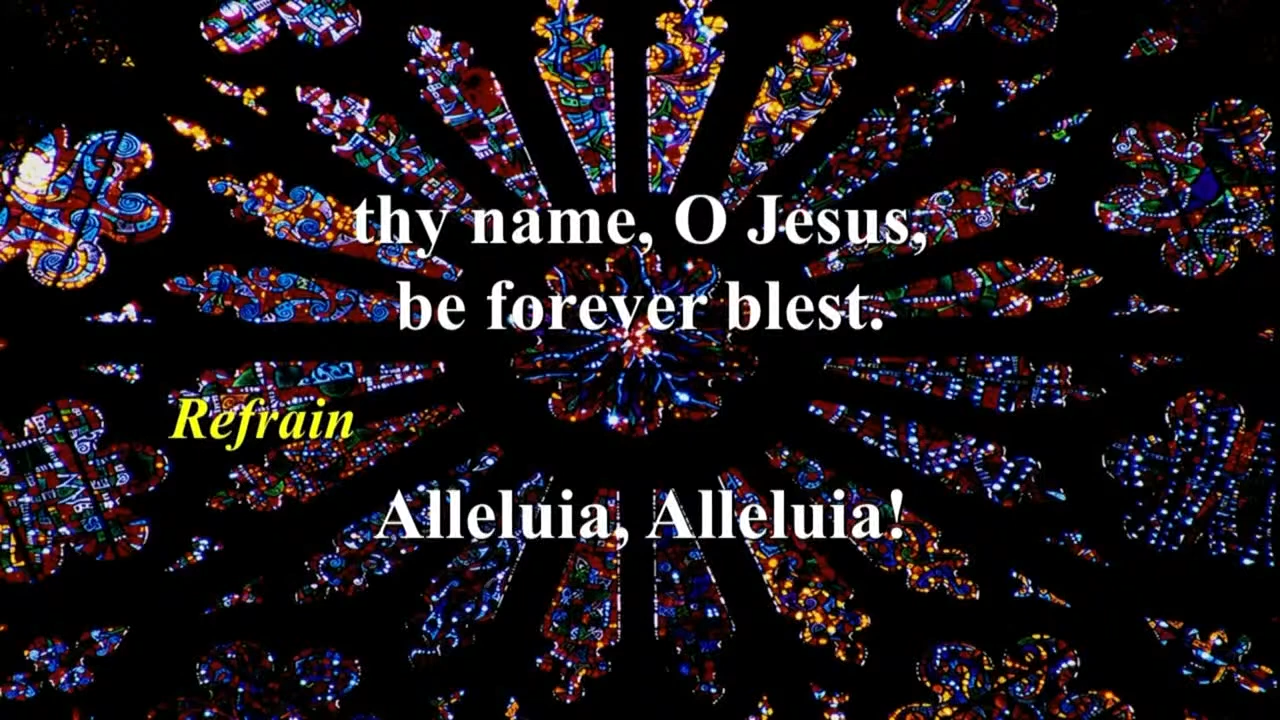 thy name, O Jesus,
be forever blest.
Refrain
Alleluia, Alleluia!